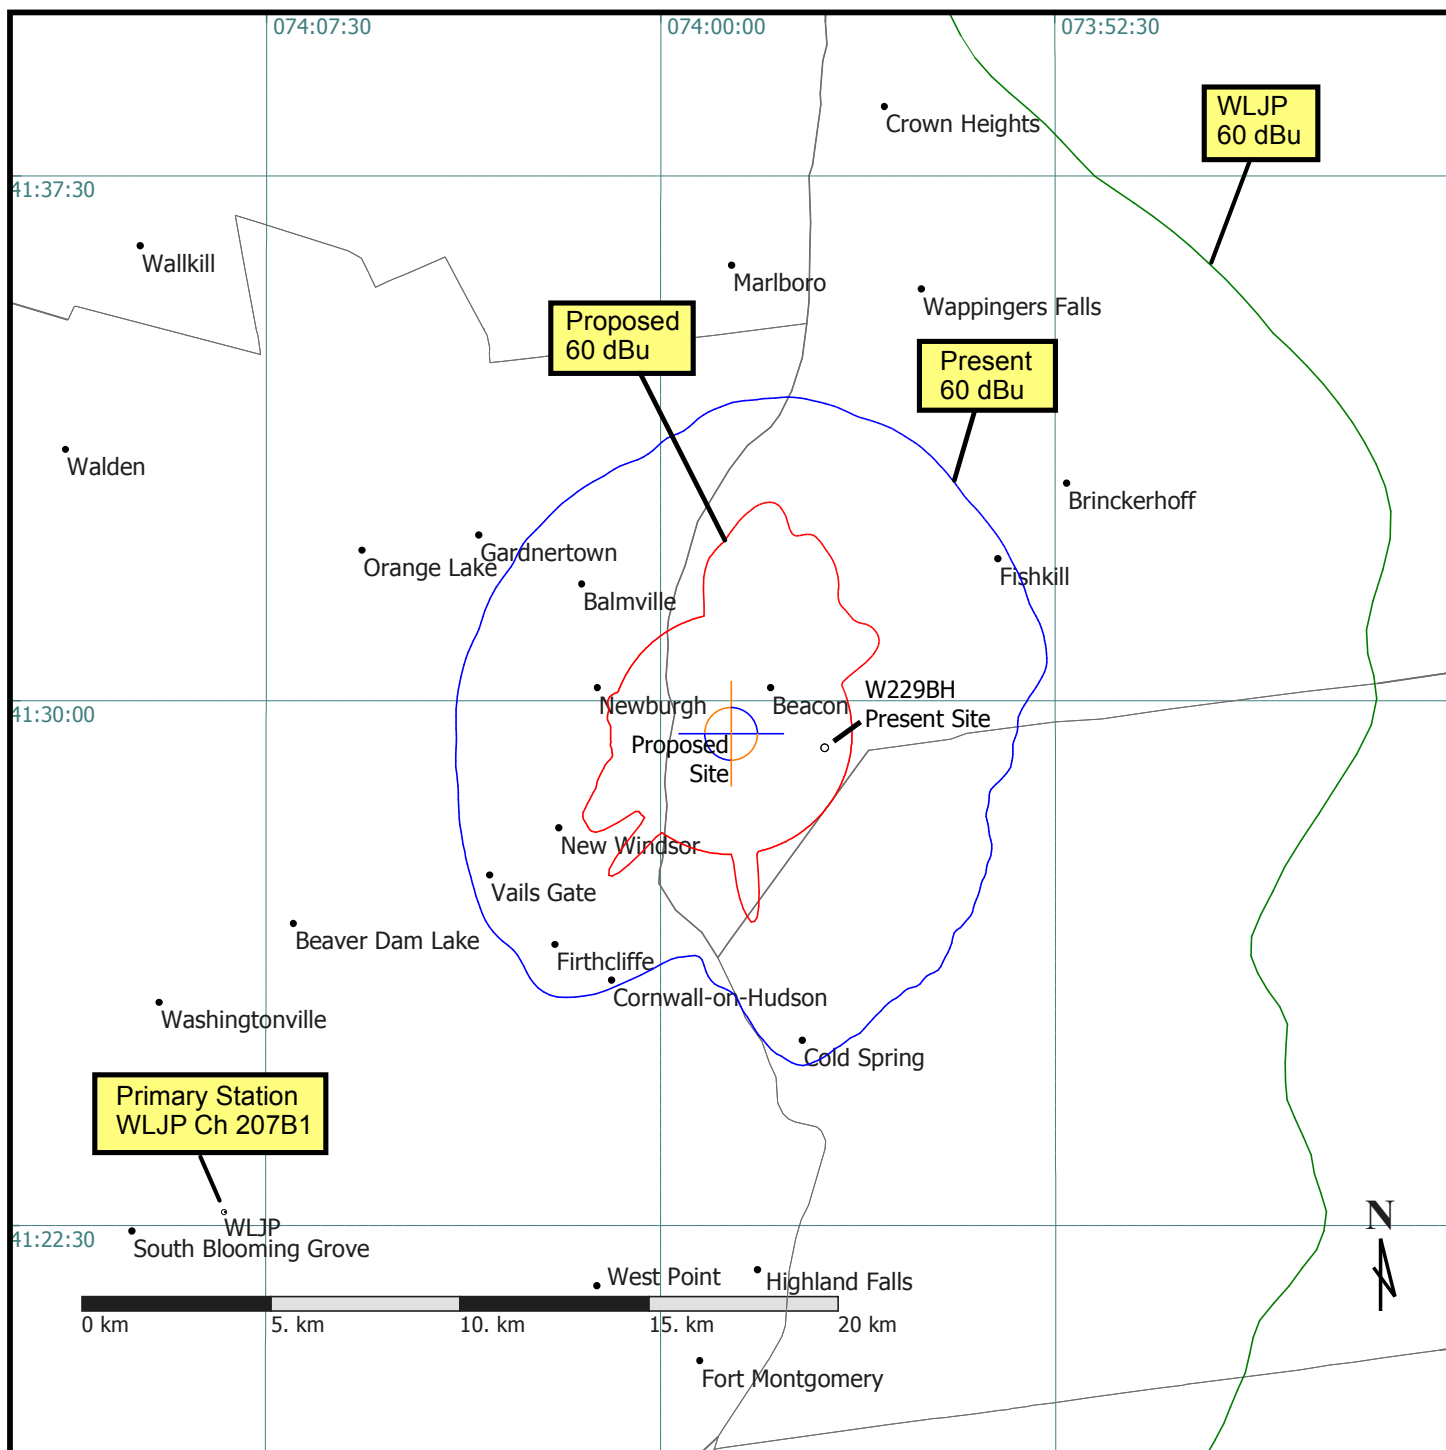 074:07:30
074:00:00
073:52:30
WLJP
60 dBu
Crown Heights
41:37:30
Wallkill
Marlboro
Wappingers Falls
Proposed
60 dBu
Present
60 dBu
Walden
Brinckerhoff
Gardnertown
Orange Lake
Fishkill
Balmville
W229BH
Present Site
Newburgh
Beacon
41:30:00
Proposed
Site
New Windsor
Vails Gate
Beaver Dam Lake
Firthcliffe
Cornwall-on-Hudson
Washingtonville
Cold Spring
Primary Station
WLJP Ch 207B1
WLJP
41:22:30
South Blooming Grove
N
West Point
Highland Falls
0 km
5. km
10. km
15. km
20 km
Fort Montgomery